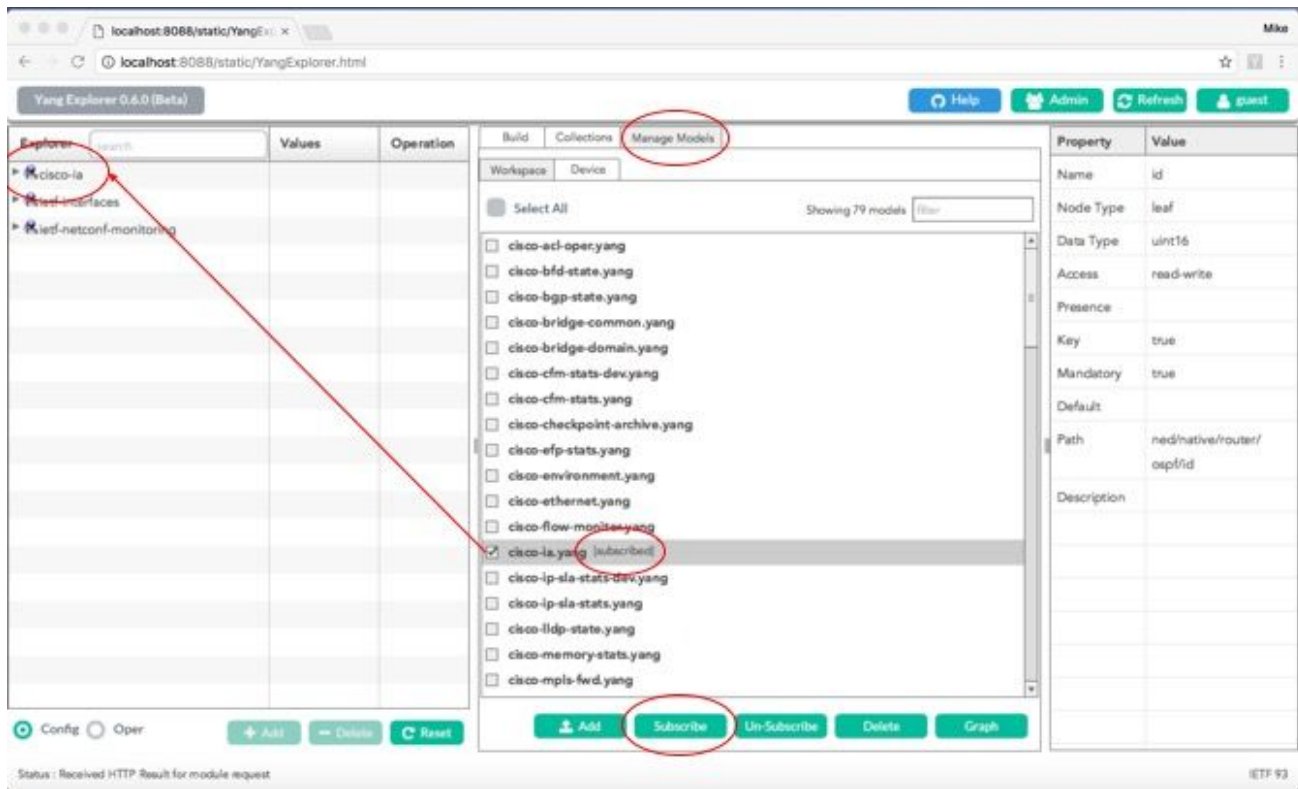 localhost:8088/static/YangEx
Mike
localhost:8088/static/YangExplorer.html
Yang Explorer 0.6.0 (Beta)
Help
Admin
Refresh
guest
Explorer
search
Values
Operation
cisco-ia
ietf-interfaces
ietf-netconf-monitoring
Build
Collections
Manage Models
Workspace
Device
Select All
Showing 79 models
filter
cisco-acl-oper.yang
cisco-bfd-state.yang
cisco-bgp-state.yang
cisco-bridge-common.yang
cisco-bridge-domain.yang
cisco-cfm-stats-dev.yang
cisco-cfm-stats.yang
cisco-checkpoint-archive.yang
cisco-efp-stats.yang
cisco-environment.yang
cisco-ethernet.yang
cisco-flow-monitor.yang
cisco-ia.yang [subscribed]
cisco-ip-sla-stats-dev.yang
cisco-ip-sla-stats.yang
cisco-lldp-state.yang
cisco-memory-stats.yang
cisco-mpls-fwd.yang
Add
Subscribe
Un-Subscribe
Delete
Graph
Property
Value
Name
id
Node Type
leaf
Data Type
uint16
Access
read-write
Presence
Key
true
Mandatory
true
Default
Path
ned/native/router/
ospf/id
Description
Config
Oper
Add
Delete
Reset
Status : Received HTTP Result for module request
IETF 93